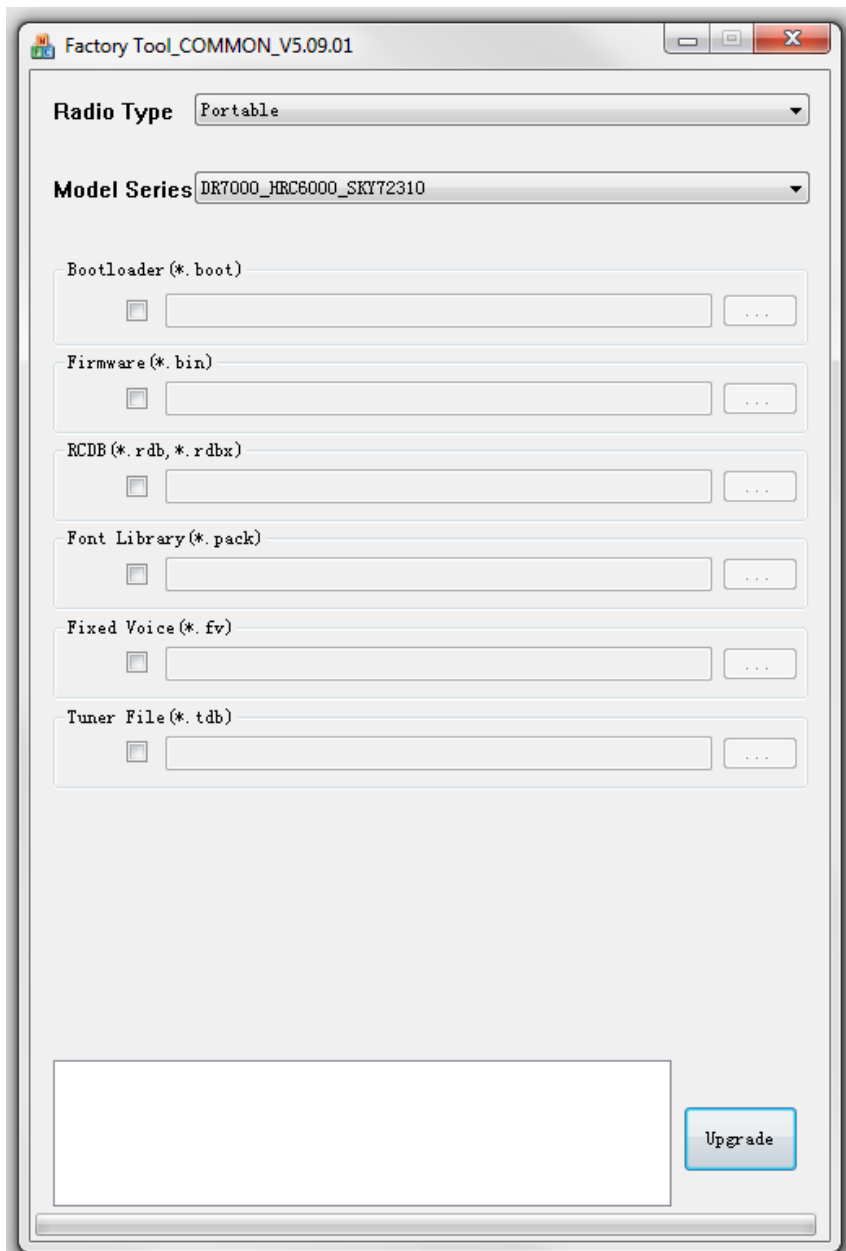 Factory Tool_COMMON_V5.09.01
Radio Type Portable
Model Series DR7000_HRC6000_SKY72310
Bootloader(*.boot)
...
Firmware(*.bin)
...
RCDB(*.rdb,*.rdbx)
...
Font Library(*.pack)
...
Fixed Voice(*.fv)
...
Tuner File(*.tdb)
...
Upgrade